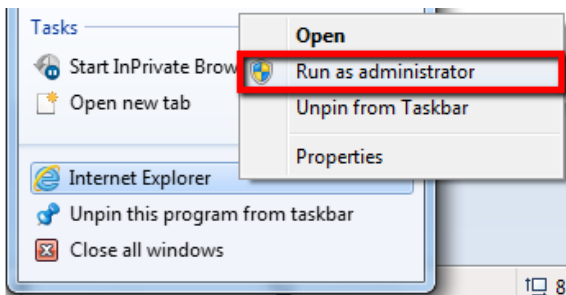 Tasks
Start InPrivate Brow
Open new tab
Internet Explorer
Unpin this program from taskbar
Close all windows
Open
Run as administrator
Unpin from Taskbar
Properties
8